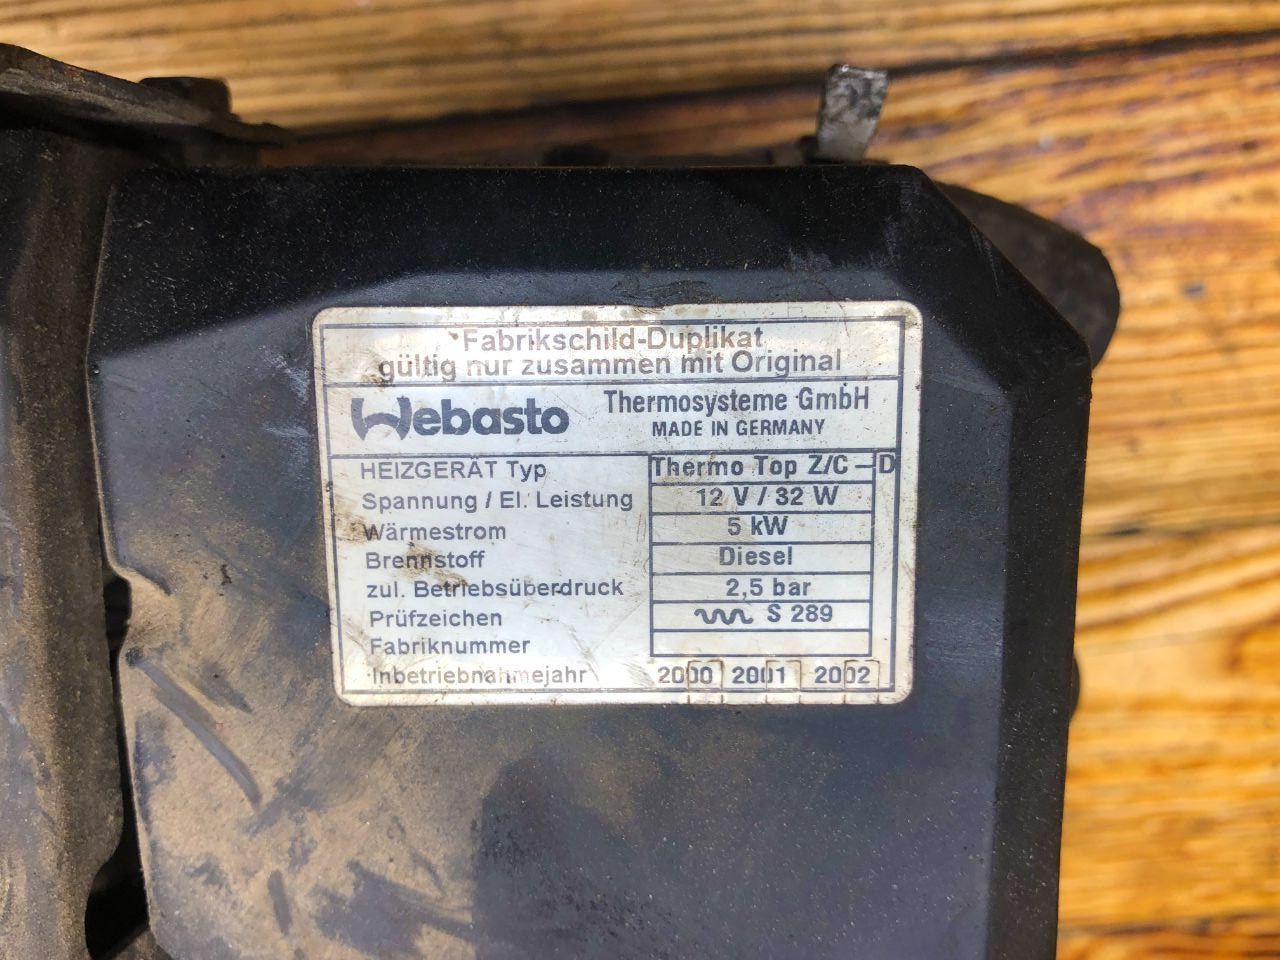 Fabrikschild-Duplikat
gültig nur zusammen mit Original
Webasto Thermosysteme GmbH
MADE IN GERMANY
HEIZGERÄT Typ Thermo Top Z/C – D
Spannung / El. Leistung 12 V / 32 W
Wärmestrom 5 kW
Brennstoff Diesel
zul. Betriebsüberdruck 2,5 bar
Prüfzeichen S 289
Fabriknummer
Inbetriebnahmejahr 2000 2001 2002